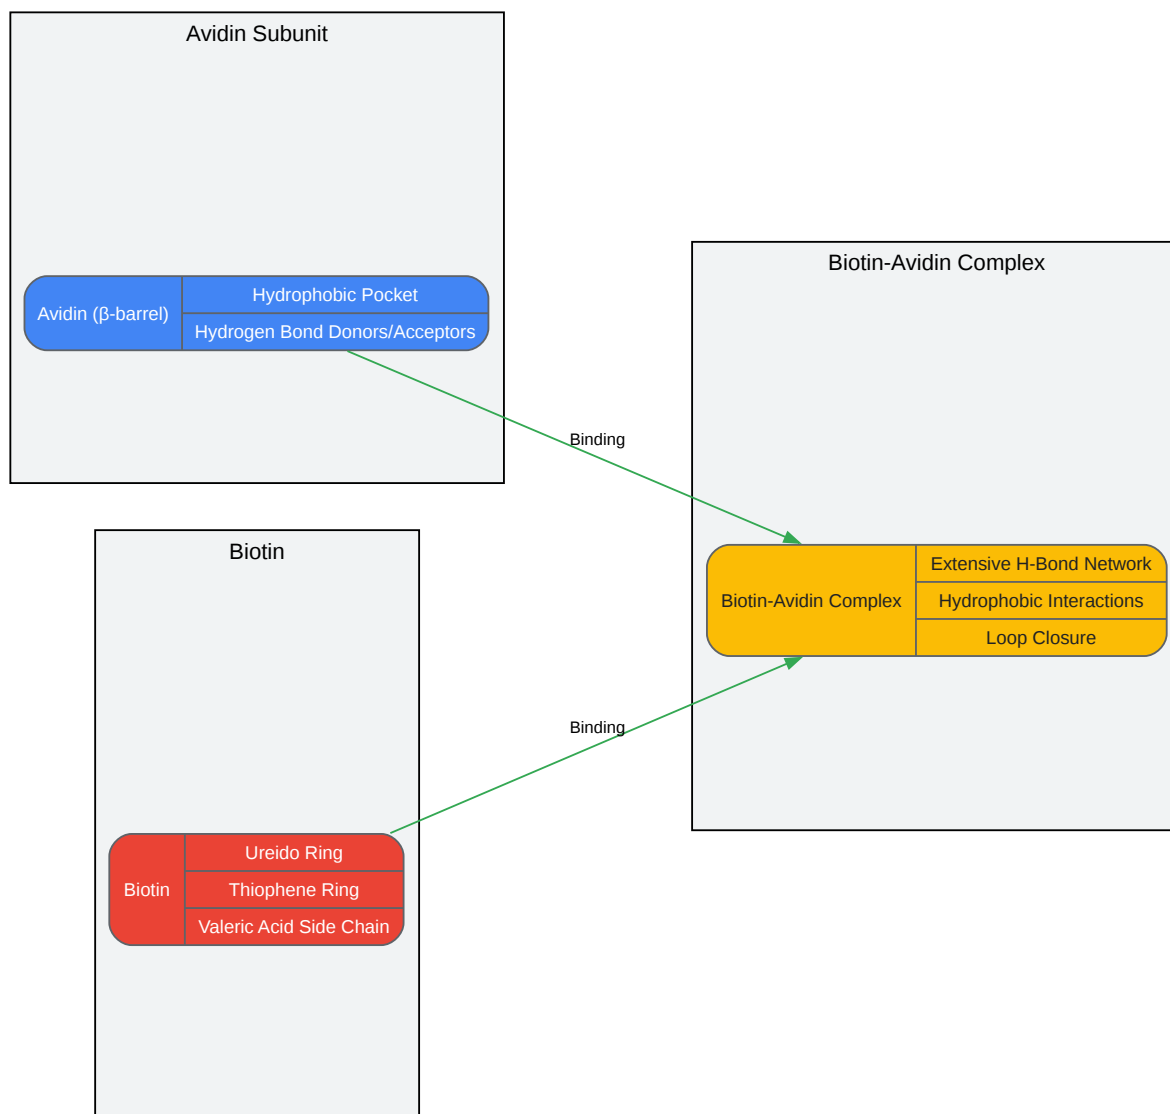 Avidin Subunit
Avidin (β-barrel)
Hydrophobic Pocket
Hydrogen Bond Donors/Acceptors
Binding
Biotin-Avidin Complex
Biotin-Avidin Complex
Extensive H-Bond Network
Hydrophobic Interactions
Loop Closure
Binding
Biotin
Biotin
Ureido Ring
Thiophene Ring
Valeric Acid Side Chain